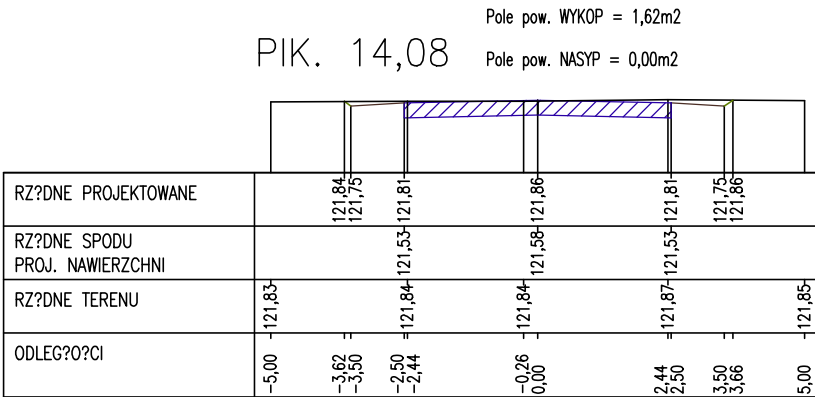 Pole pow. WYKOP = 1,62m2
PIK. 14,08
Pole pow. NASYP = 0,00m2
RZ?DNE PROJEKTOWANE
121,84 121,75 121,81 121,86 121,81 121,75 121,86
RZ?DNE SPODU
PROJ. NAWIERZCHNI
121,53 121,58 121,53
RZ?DNE TERENU
121,83 121,84 121,84 121,87 121,85
ODLEG?O?CI
-5,00 -3,62 -3,50 -2,50 -2,44 -0,26 0,00 2,44 2,50 3,50 3,66 5,00